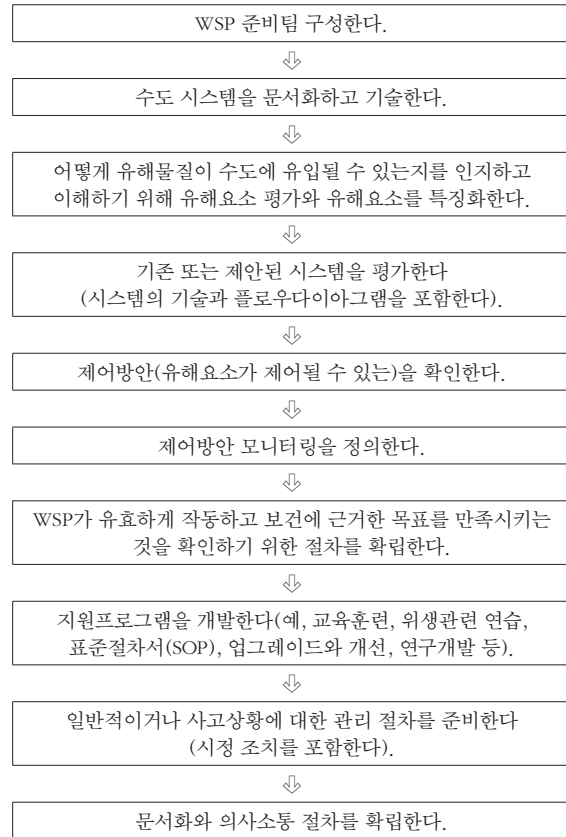 WSP 준비팀 구성한다.
수도 시스템을 문서화하고 기술한다.
어떻게 유해물질이 수도에 유입될 수 있는지를 인지하고
이해하기 위해 유해요소 평가와 유해요소를 특징화한다.
기존 또는 제안된 시스템을 평가한다
(시스템의 기술과 플로우다이아그램을 포함한다).
제어방안(유해요소가 제어될 수 있는)을 확인한다.
제어방안 모니터링을 정의한다.
WSP가 유효하게 작동하고 보건에 근거한 목표를 만족시키는
것을 확인하기 위한 절차를 확립한다.
지원프로그램을 개발한다(예, 교육훈련, 위생관련 연습,
표준절차서(SOP), 업그레이드와 개선, 연구개발 등).
일반적이거나 사고상황에 대한 관리 절차를 준비한다
(시정 조치를 포함한다).
문서화와 의사소통 절차를 확립한다.